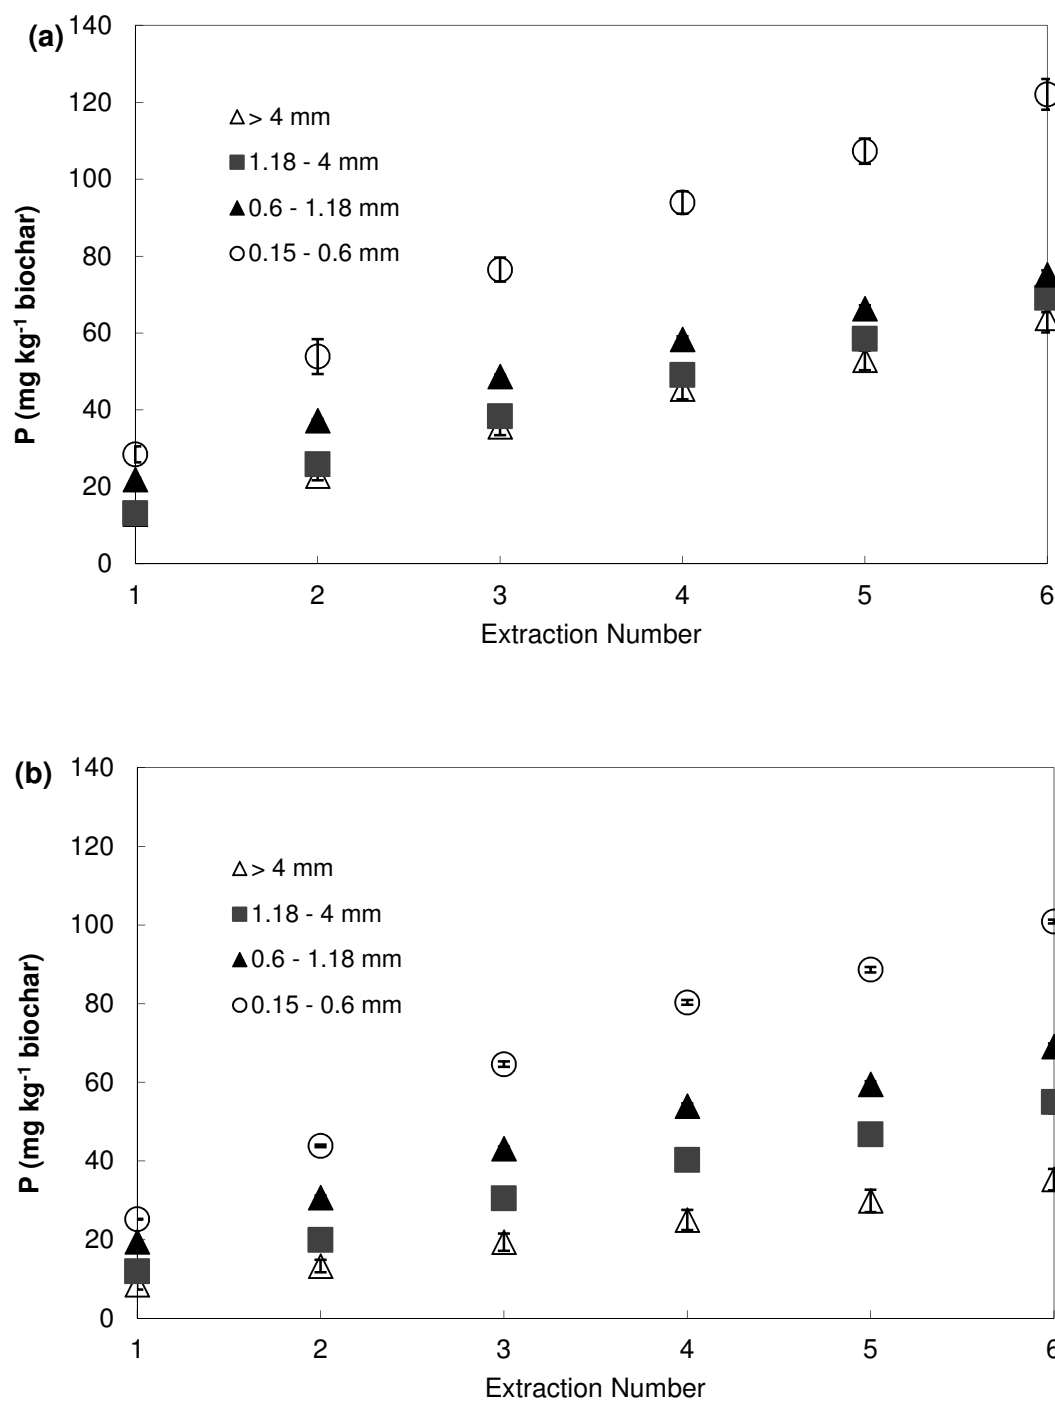 (a)
140
120
100
80
60
40
20
0
P (mg kg⁻¹ biochar)
> 4 mm
1.18 - 4 mm
0.6 - 1.18 mm
0.15 - 0.6 mm
1 2 3 4 5 6
Extraction Number
(b)
140
120
100
80
60
40
20
0
P (mg kg⁻¹ biochar)
> 4 mm
1.18 - 4 mm
0.6 - 1.18 mm
0.15 - 0.6 mm
1 2 3 4 5 6
Extraction Number